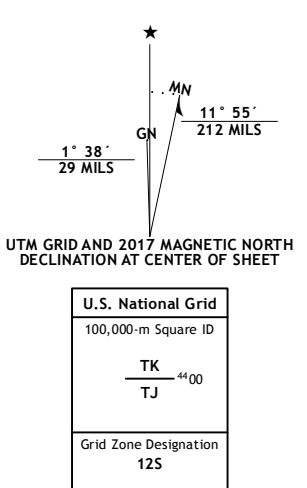 MN
GN
11° 55´
212 MILS
1° 38´
29 MILS
UTM GRID AND 2017 MAGNETIC NORTH
DECLINATION AT CENTER OF SHEET
U.S. National Grid
100,000-m Square ID
TK
4400
TJ
Grid Zone Designation
12S